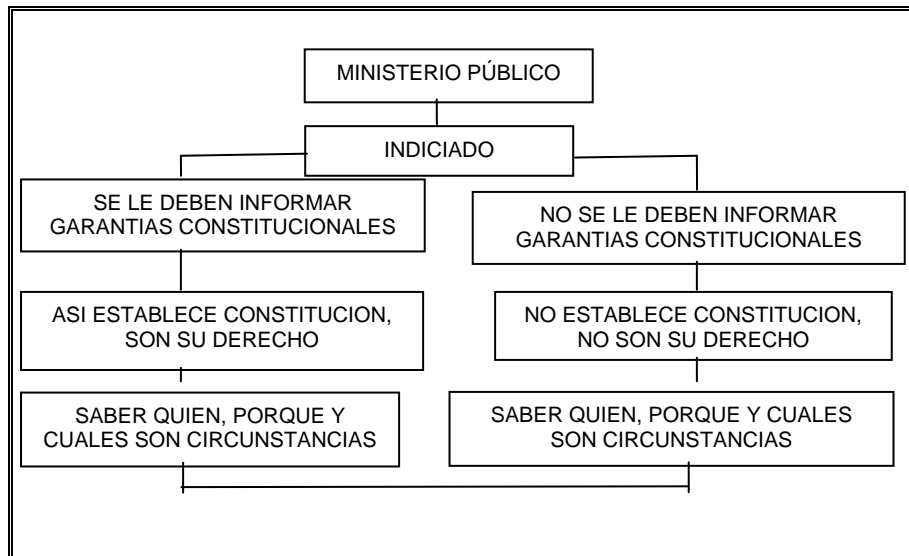 MINISTERIO PÚBLICO
INDICIADO
SE LE DEBEN INFORMAR
GARANTIAS CONSTITUCIONALES
NO SE LE DEBEN INFORMAR
GARANTIAS CONSTITUCIONALES
ASI ESTABLECE CONSTITUCION,
SON SU DERECHO
NO ESTABLECE CONSTITUCION,
NO SON SU DERECHO
SABER QUIEN, PORQUE Y
CUALES SON CIRCUNSTANCIAS
SABER QUIEN, PORQUE Y CUALES
SON CIRCUNSTANCIAS